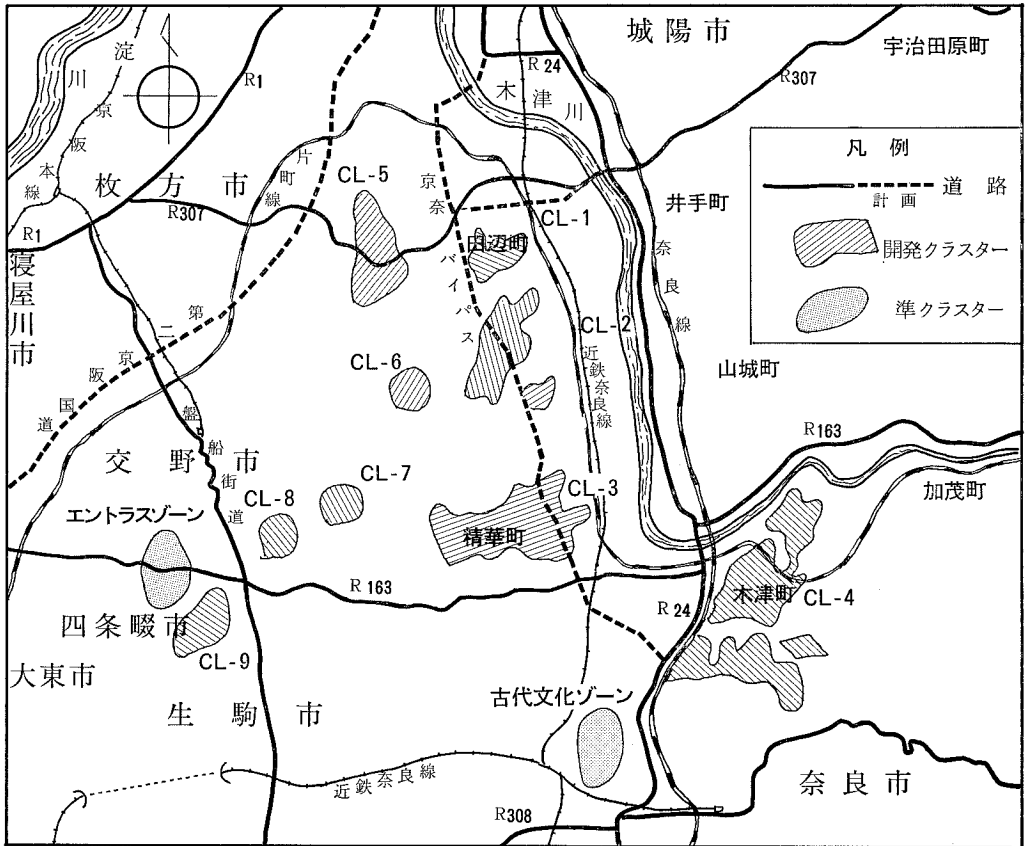 城陽市
宇治田原町
R 24
R307
R1
淀川
京阪本線
木津川
凡例
道路
計画
開発クラスター
準クラスター
枚方市
片町線
CL-5
R307
京奈バイパス
CL-1
田辺町
井手町
奈良線
R1
寝屋川市
第二京阪国道
CL-2
近鉄奈良線
CL-6
山城町
磐船街道
交野市
R163
加茂町
CL-7
CL-8
CL-3
精華町
エントラスゾーン
R 163
木津町
CL-4
R 24
四条畷市
CL-9
大東市
生駒市
古代文化ゾーン
近鉄奈良線
奈良市
R308